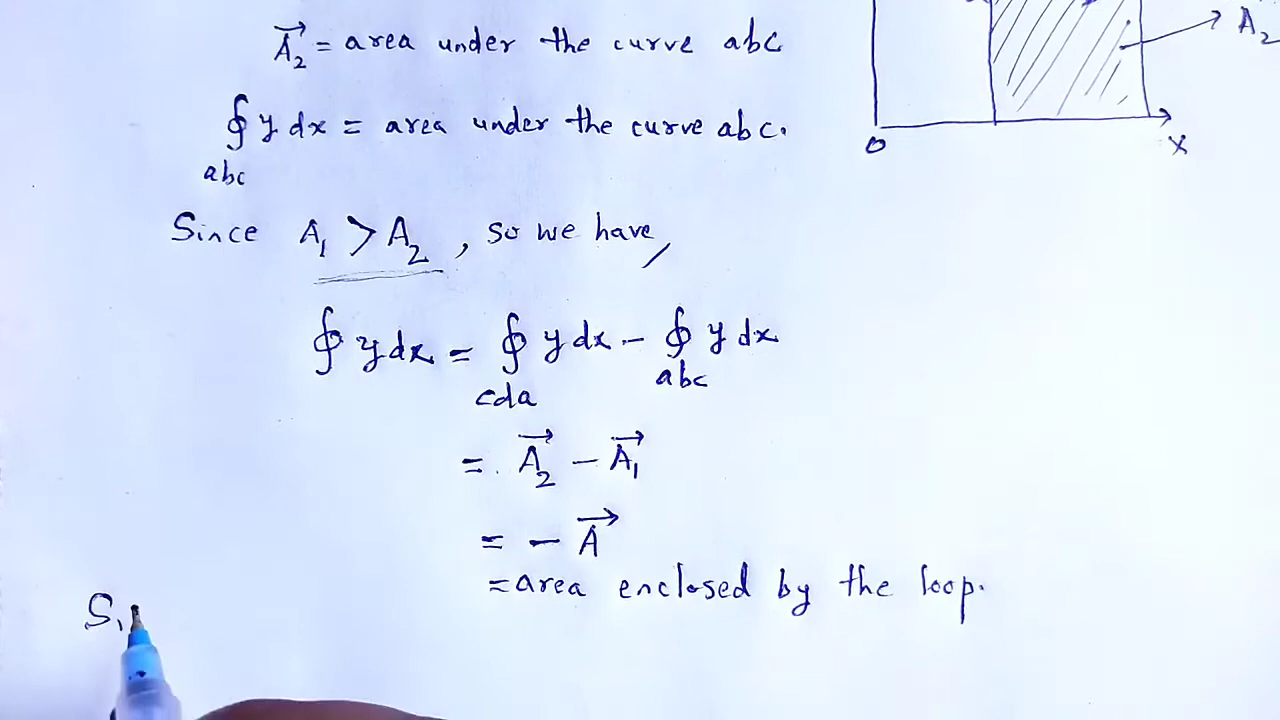 A₂⃗ = area under the curve abc
A₂
∮ y dx = area under the curve abc.
abc
O
X
Since A₁ > A₂ , so we have,
∮ y dx = ∮ y dx - ∮ y dx
cda abc
= A₂⃗ - A₁⃗
= - A⃗
= area enclosed by the loop.
Si